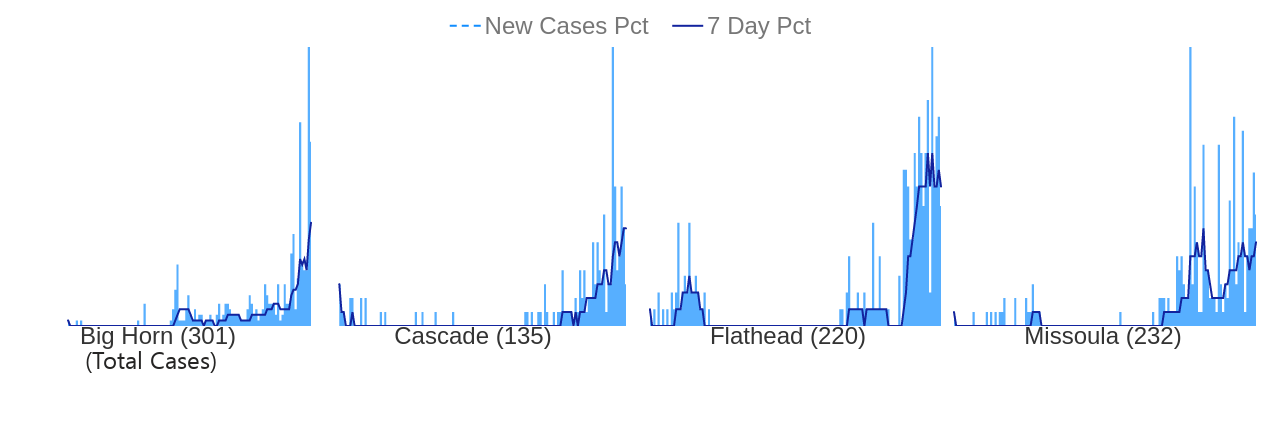 New Cases Pct 7 Day Pct
Big Horn (301) Cascade (135) Flathead (220) Missoula (232)
(Total Cases)